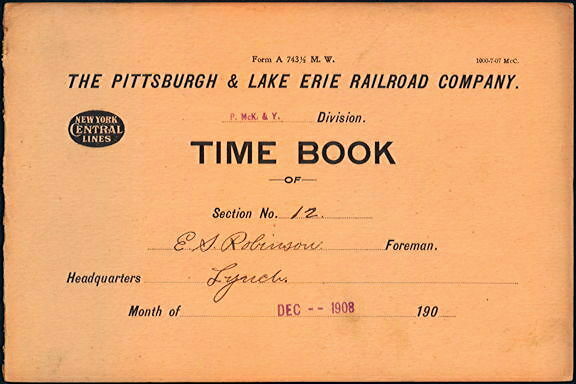 Form A 743½ M. W.
1000-7-07 McC.
THE PITTSBURGH & LAKE ERIE RAILROAD COMPANY.
NEW YORK
CENTRAL
LINES
P. McK. & Y. Division.
TIME BOOK
OF
Section No. 12.
E. S. Robinson Foreman.
Headquarters Lynch.
Month of DEC -- 1908 190